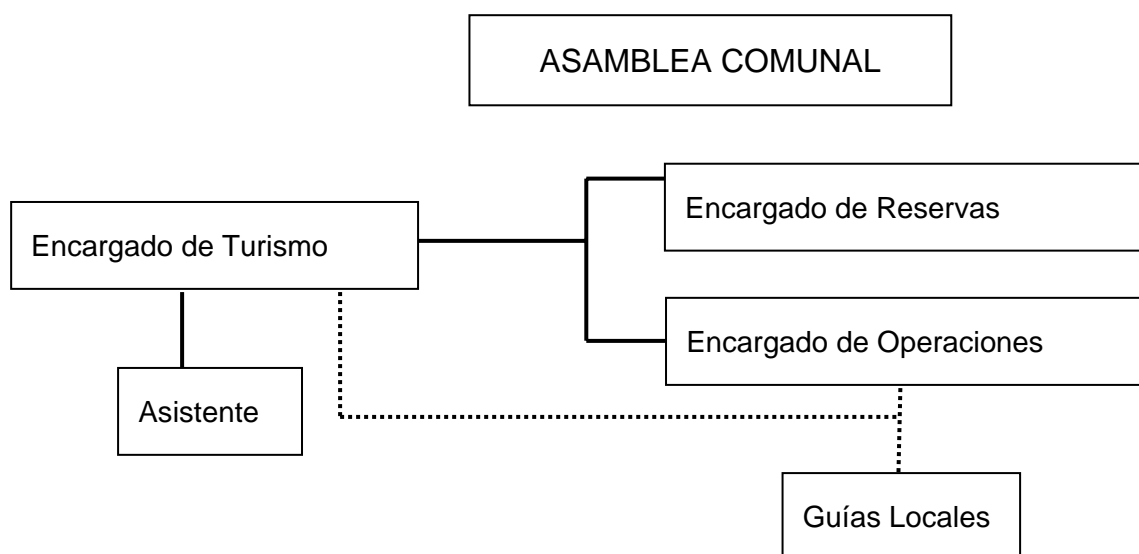 ASAMBLEA COMUNAL
Encargado de Reservas
Encargado de Turismo
Encargado de Operaciones
Asistente
Guías Locales